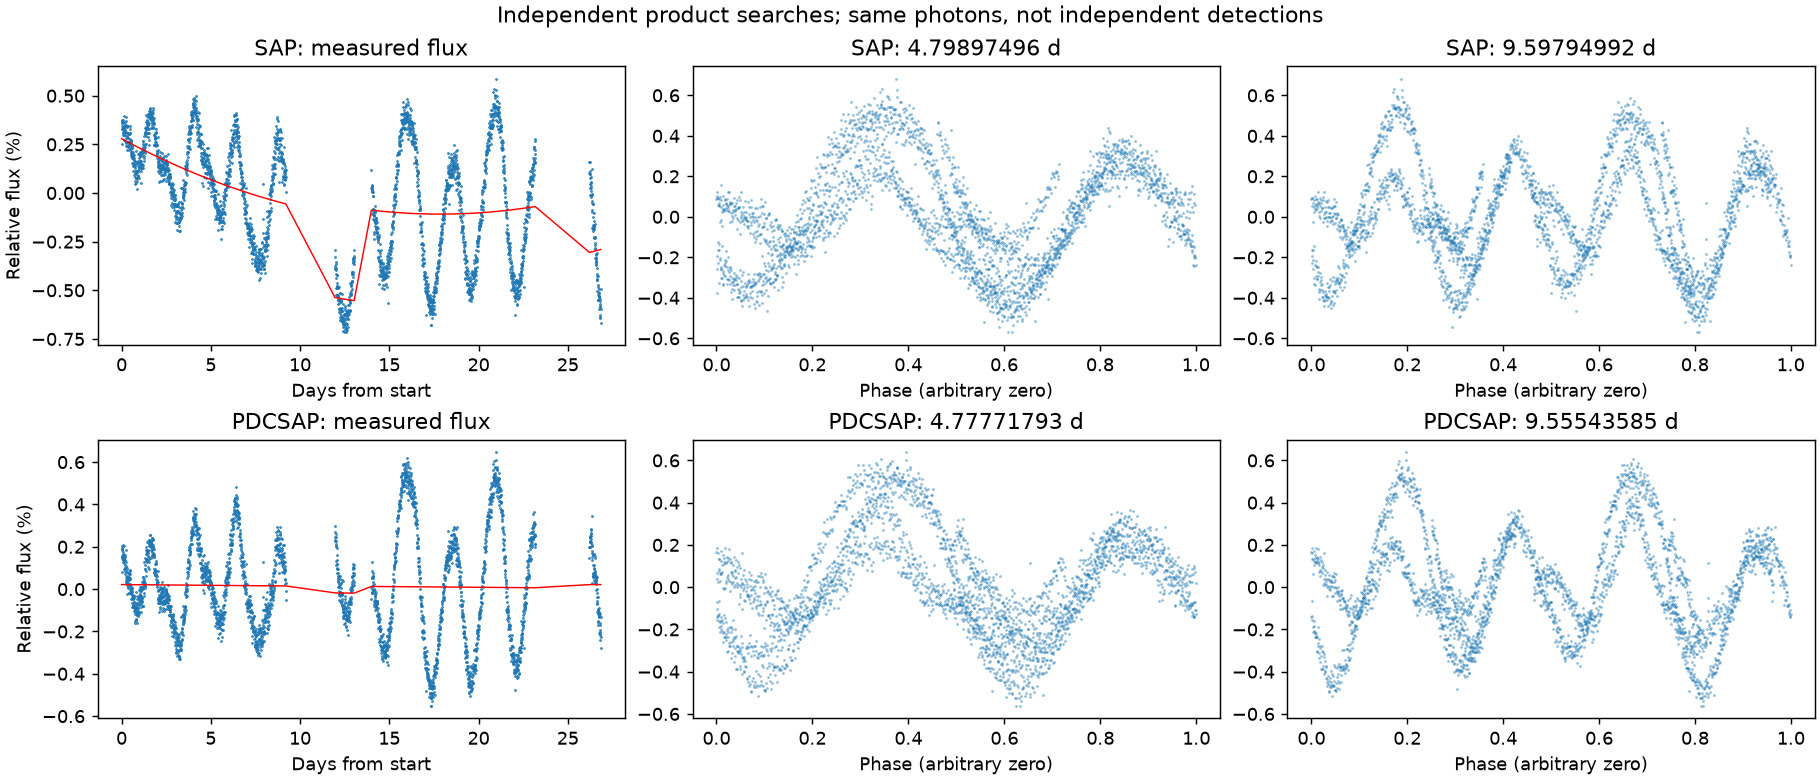 Independent product searches; same photons, not independent detections
SAP: measured flux
SAP: 4.79897496 d
SAP: 9.59794992 d
Relative flux (%)
0.50
0.25
0.00
−0.25
−0.50
−0.75
0 5 10 15 20 25
Days from start
0.6
0.4
0.2
0.0
−0.2
−0.4
−0.6
0.0 0.2 0.4 0.6 0.8 1.0
Phase (arbitrary zero)
0.6
0.4
0.2
0.0
−0.2
−0.4
−0.6
0.0 0.2 0.4 0.6 0.8 1.0
Phase (arbitrary zero)
PDCSAP: measured flux
PDCSAP: 4.77771793 d
PDCSAP: 9.55543585 d
Relative flux (%)
0.6
0.4
0.2
0.0
−0.2
−0.4
−0.6
0 5 10 15 20 25
Days from start
0.6
0.4
0.2
0.0
−0.2
−0.4
−0.6
0.0 0.2 0.4 0.6 0.8 1.0
Phase (arbitrary zero)
0.6
0.4
0.2
0.0
−0.2
−0.4
−0.6
0.0 0.2 0.4 0.6 0.8 1.0
Phase (arbitrary zero)